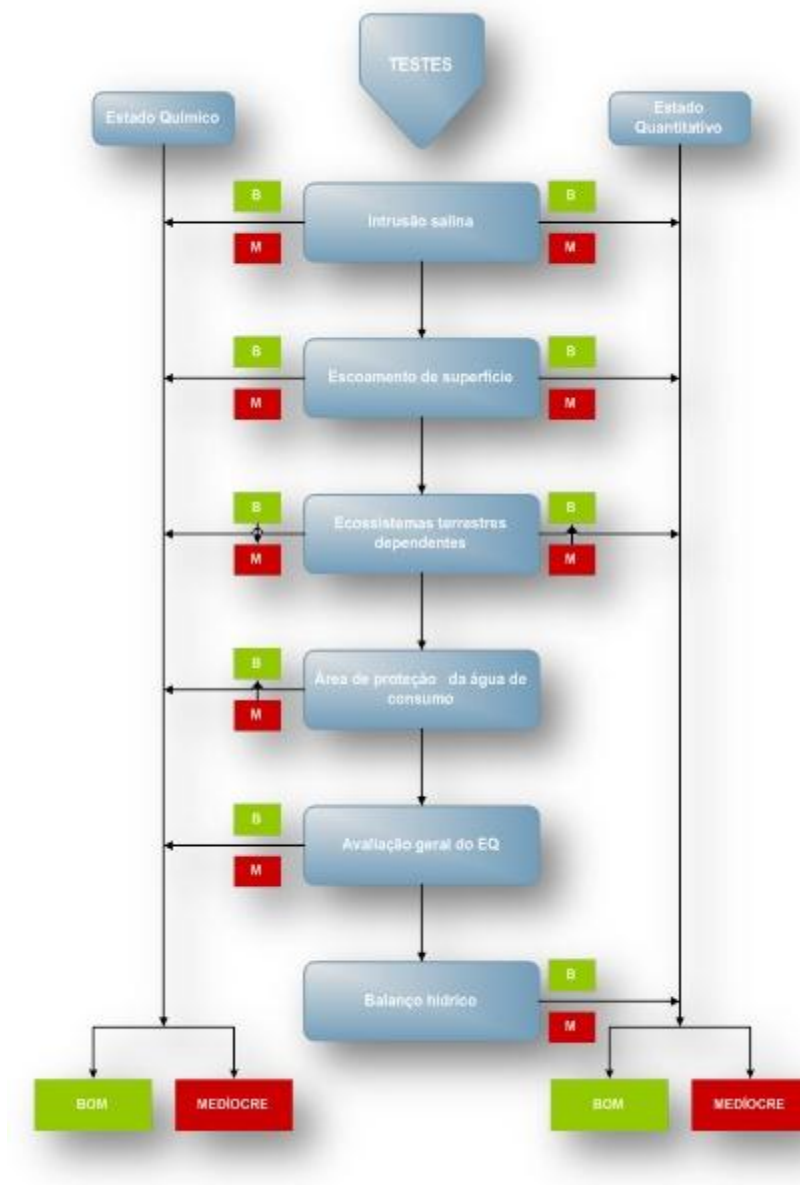 TESTES
Estado Químico
Estado
Quantitativo
B
B
Intrusão salina
M
M
B
B
Escoamento de superfície
M
M
B
B
Ecossistemas terrestres
dependentes
M
M
B
Área de proteção da água de
consumo
M
B
Avaliação geral do EQ
M
B
Balanço hídrico
M
BOM
MEDÍOCRE
BOM
MEDÍOCRE